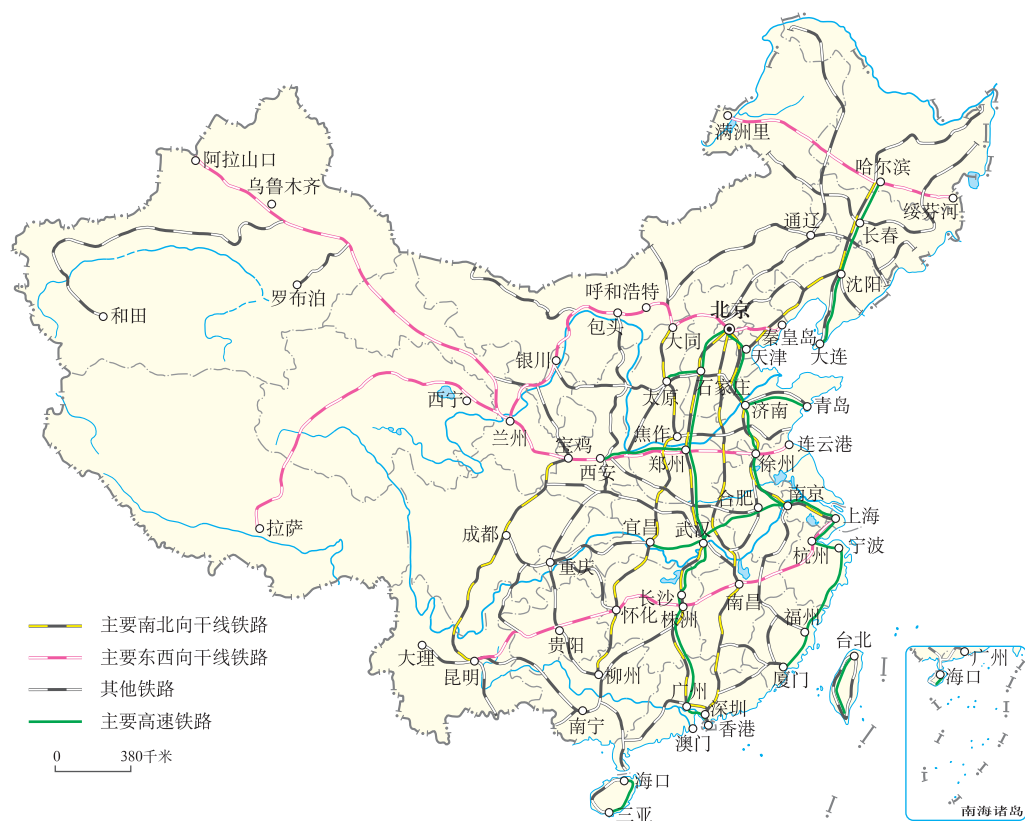 满洲里
阿拉山口
哈尔滨
乌鲁木齐
绥芬河
通辽
长春
沈阳
罗布泊
呼和浩特
和田
包头
北京
大同
秦皇岛
天津
大连
银川
石家庄
太原
西宁
济南
青岛
兰州
焦作
连云港
宝鸡
西安
郑州
徐州
合肥
南京
上海
拉萨
成都
宜昌
武汉
杭州
宁波
重庆
长沙
南昌
怀化
株洲
福州
贵阳
台北
大理
昆明
柳州
厦门
广州
深圳
南宁
香港
澳门
海口
三亚
主要南北向干线铁路
主要东西向干线铁路
其他铁路
主要高速铁路
0 380千米
广州
海口
南海诸岛